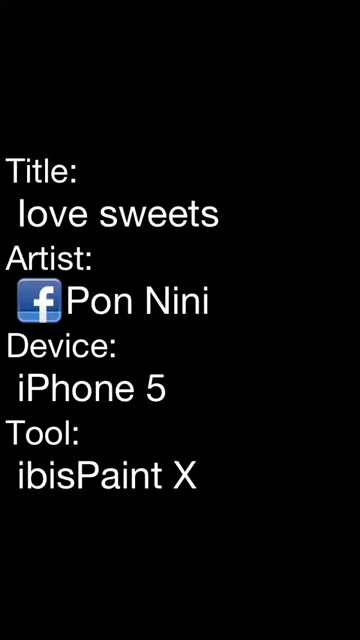 Title:
love sweets
Artist:
Pon Nini
Device:
iPhone 5
Tool:
ibisPaint X